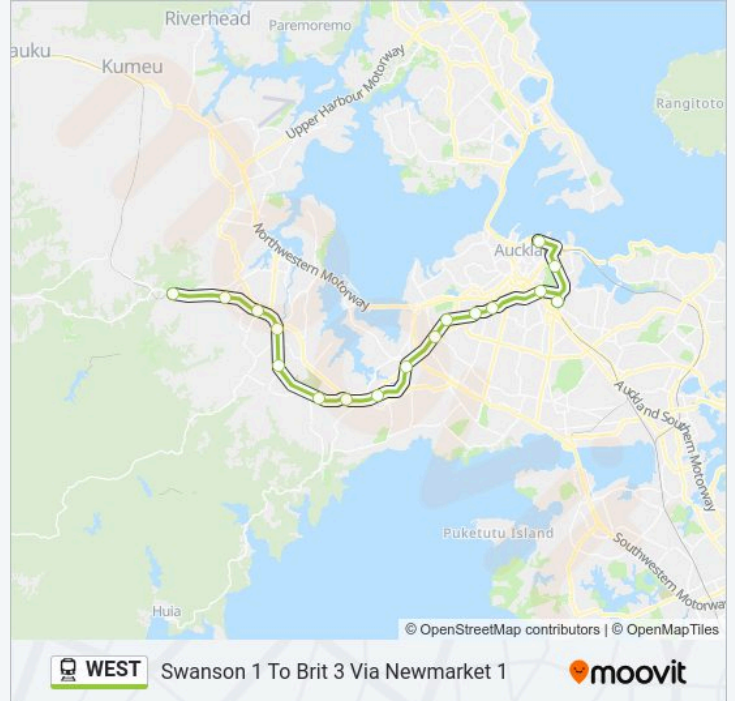 Riverhead
Paremoremo
auku
Kumeu
Upper Harbour Motorway
Rangitoto
Northwestern Motorway
Auckla
Auckland Southern Motorway
Puketutu Island
Southwestern Motorway
Huia
© OpenStreetMap contributors | © OpenMapTiles
WEST Swanson 1 To Brit 3 Via Newmarket 1 moovit